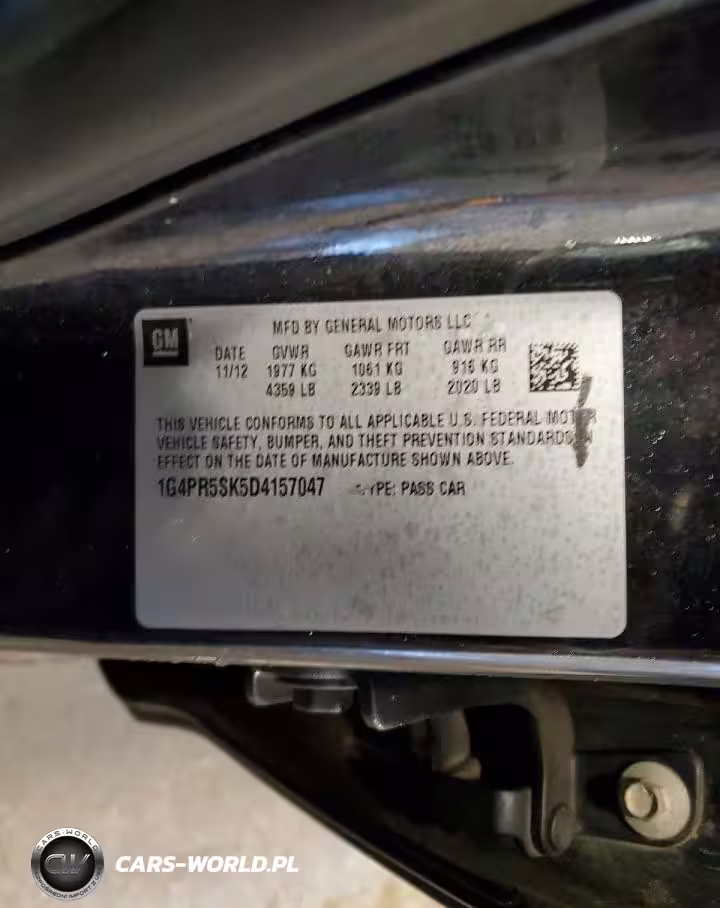 GM
MFD BY GENERAL MOTORS LLC
DATE GVWR GAWR FRT GAWR RR
11/12 1977 KG 1061 KG 916 KG
4359 LB 2339 LB 2020 LB
THIS VEHICLE CONFORMS TO ALL APPLICABLE U.S. FEDERAL MOTOR
VEHICLE SAFETY, BUMPER, AND THEFT PREVENTION STANDARDS IN
EFFECT ON THE DATE OF MANUFACTURE SHOWN ABOVE.
1G4PR5SK5D4157047 TYPE: PASS CAR
CARS-WORLD
CW
CARS-WORLD.PL